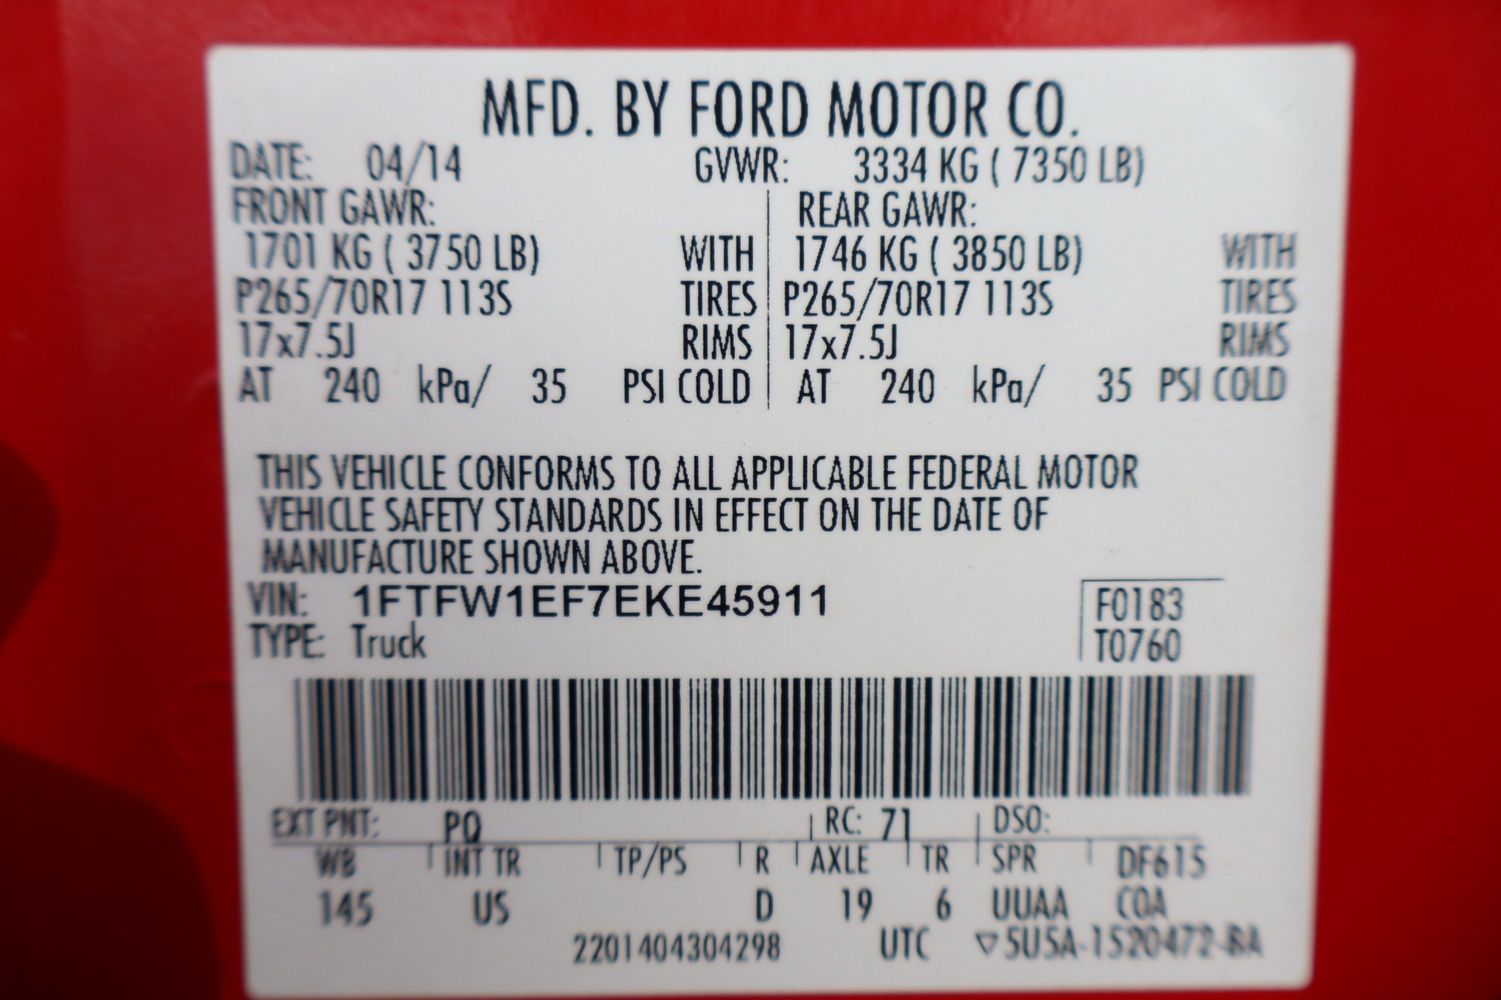 MFD. BY FORD MOTOR CO.
DATE: 04/14 GVWR: 3334 KG ( 7350 LB)
FRONT GAWR: REAR GAWR:
1701 KG ( 3750 LB) WITH 1746 KG ( 3850 LB) WITH
P265/70R17 113S TIRES P265/70R17 113S TIRES
17x7.5J RIMS 17x7.5J RIMS
AT 240 kPa/ 35 PSI COLD AT 240 kPa/ 35 PSI COLD
THIS VEHICLE CONFORMS TO ALL APPLICABLE FEDERAL MOTOR
VEHICLE SAFETY STANDARDS IN EFFECT ON THE DATE OF
MANUFACTURE SHOWN ABOVE.
VIN: 1FTFW1EF7EKE45911 F0183
TYPE: Truck T0760
EXT PNT: PQ RC: 71 DSO:
WB INT TR TP/PS R AXLE TR SPR DF615
145 US D 19 6 UUAA COA
2201404304298 UTC ▽5U5A-1520472-BA